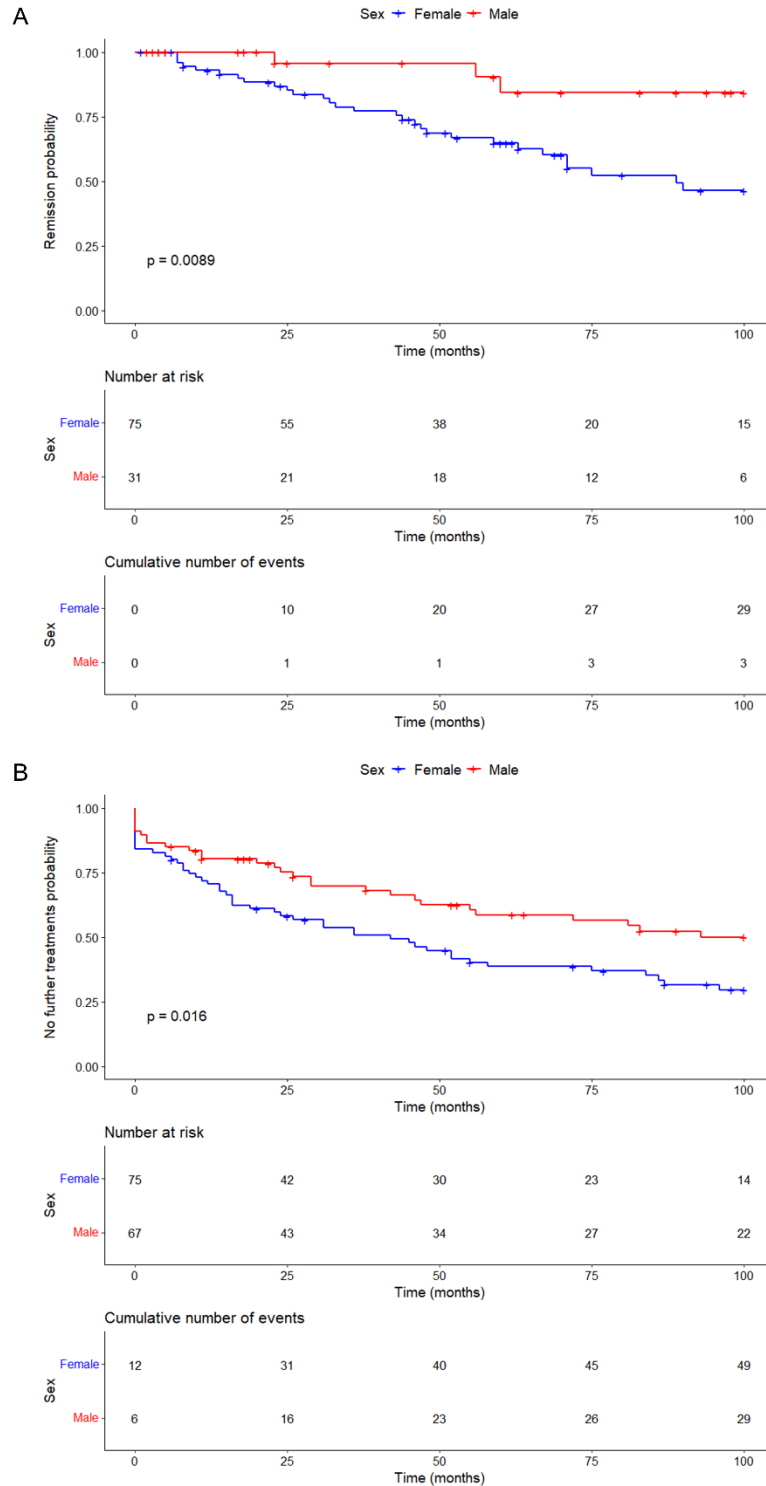 A
Sex Female Male
1.00
0.75
0.50
0.25
0.00
Remission probability
p = 0.0089
0 25 50 75 100
Time (months)
Number at risk
Sex
Female 75 55 38 20 15
Male 31 21 18 12 6
0 25 50 75 100
Time (months)
Cumulative number of events
Sex
Female 0 10 20 27 29
Male 0 1 1 3 3
0 25 50 75 100
Time (months)
B
Sex Female Male
1.00
0.75
0.50
0.25
0.00
No further treatments probability
p = 0.016
0 25 50 75 100
Time (months)
Number at risk
Sex
Female 75 42 30 23 14
Male 67 43 34 27 22
0 25 50 75 100
Time (months)
Cumulative number of events
Sex
Female 12 31 40 45 49
Male 6 16 23 26 29
0 25 50 75 100
Time (months)